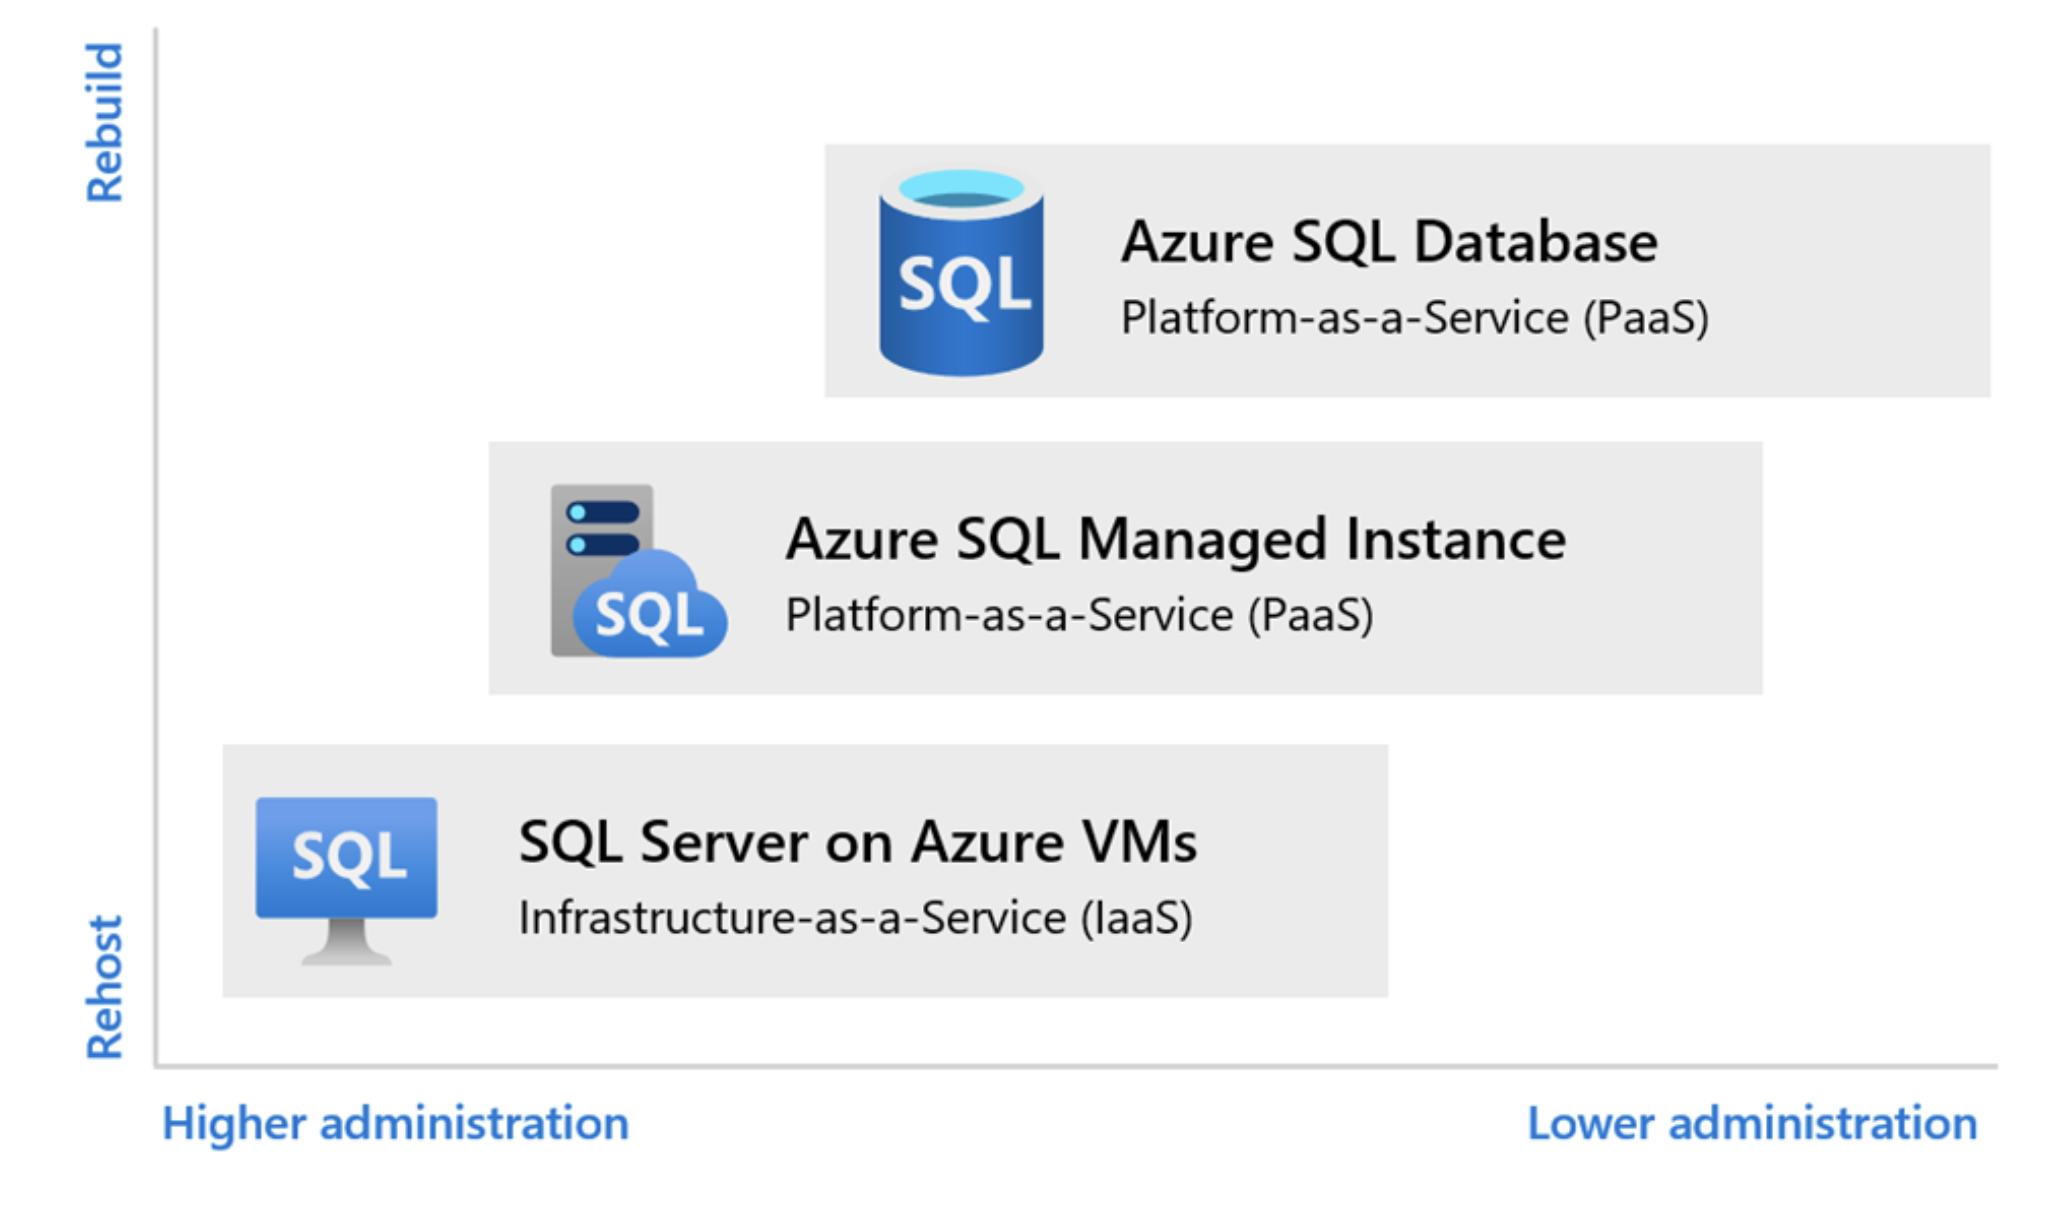 Rebuild
SQL
Azure SQL Database
Platform-as-a-Service (PaaS)
SQL
Azure SQL Managed Instance
Platform-as-a-Service (PaaS)
SQL
SQL Server on Azure VMs
Infrastructure-as-a-Service (IaaS)
Rehost
Higher administration
Lower administration